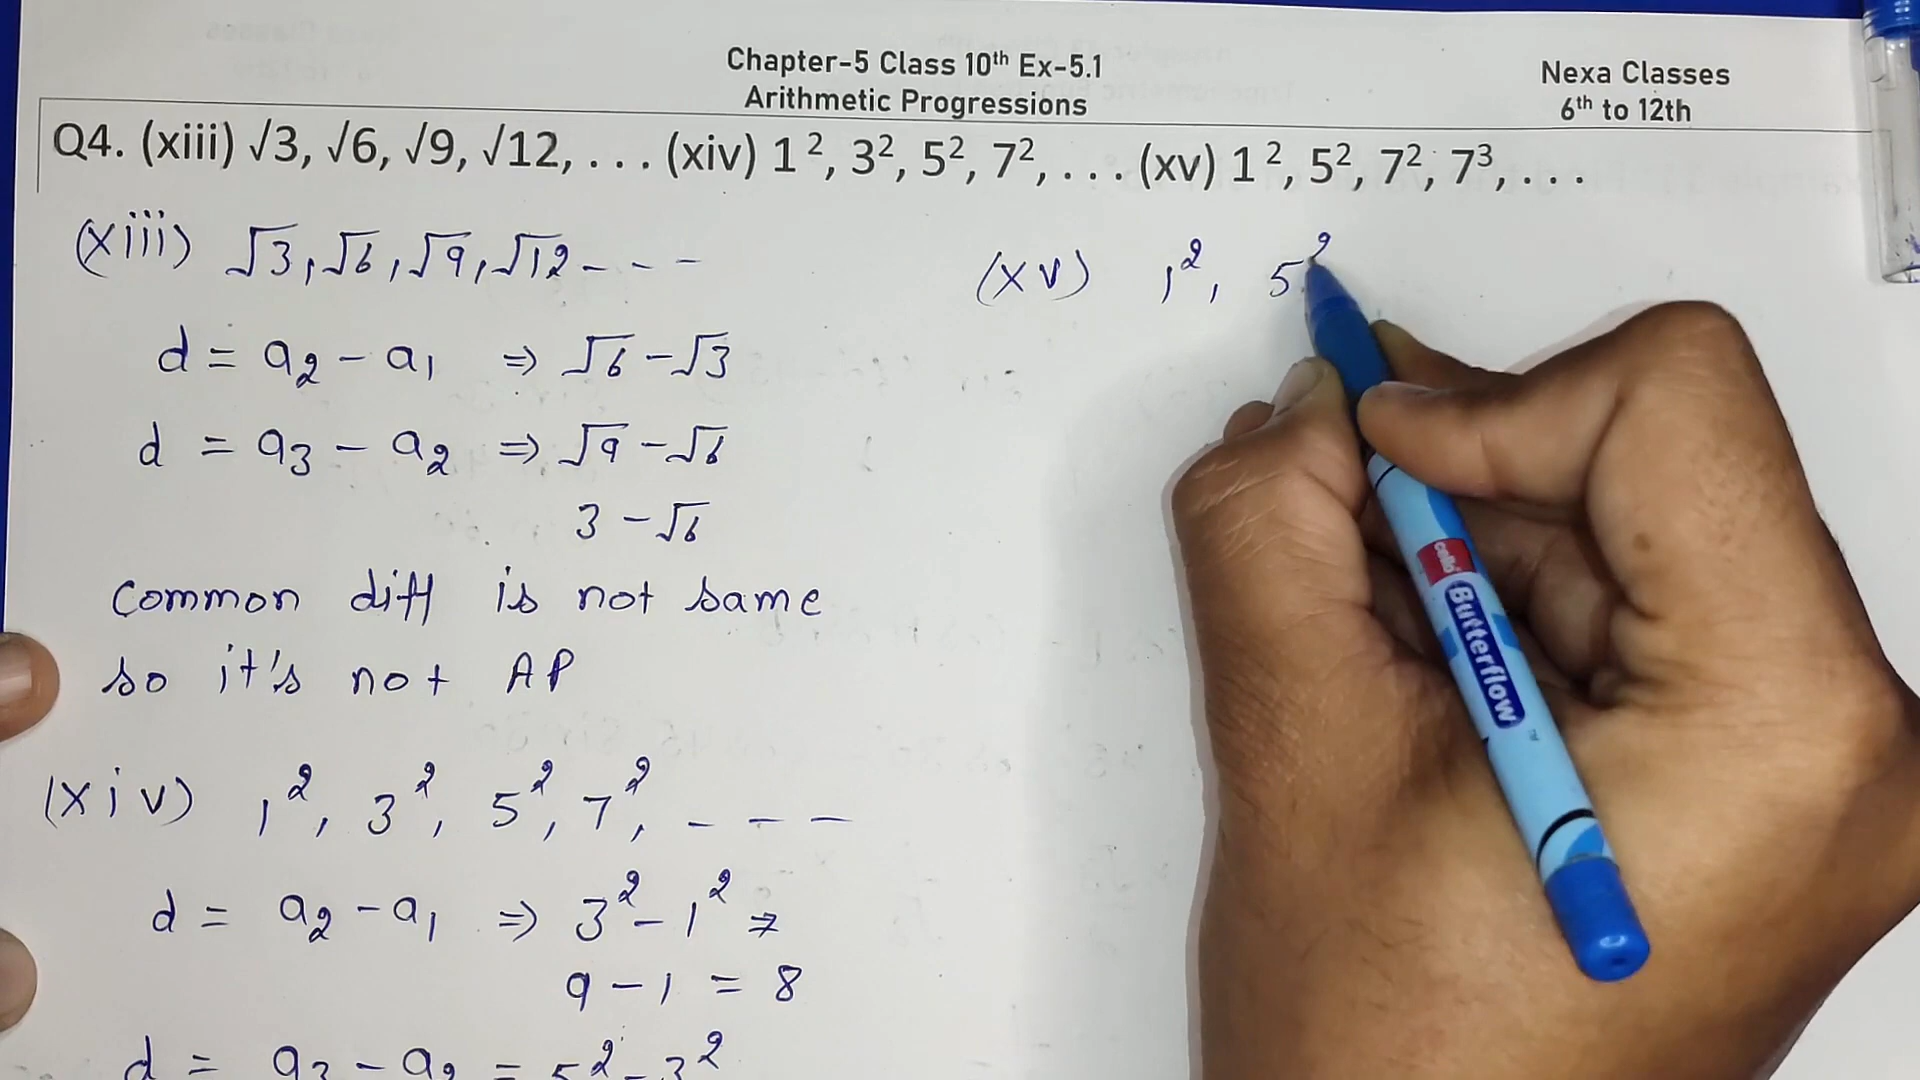 Chapter-5 Class 10th Ex-5.1
Arithmetic Progressions
Nexa Classes
6th to 12th
Q4. (xiii) √3, √6, √9, √12, . . . (xiv) 1², 3², 5², 7², . . . (xv) 1², 5², 7², 7³, . . .
(xiii) √3, √6, √9, √12 - - -
d = a₂ - a₁ ⇒ √6 - √3
d = a₃ - a₂ ⇒ √9 - √6
3 - √6
Common diff is not same
so it's not AP
(xiv) 1², 3², 5², 7², - - -
d = a₂ - a₁ ⇒ 3² - 1² ⇒
9 - 1 = 8
d = a₃ - a₂ = 5² - 3²
(xv) 1², 5²
cello
Butterflow